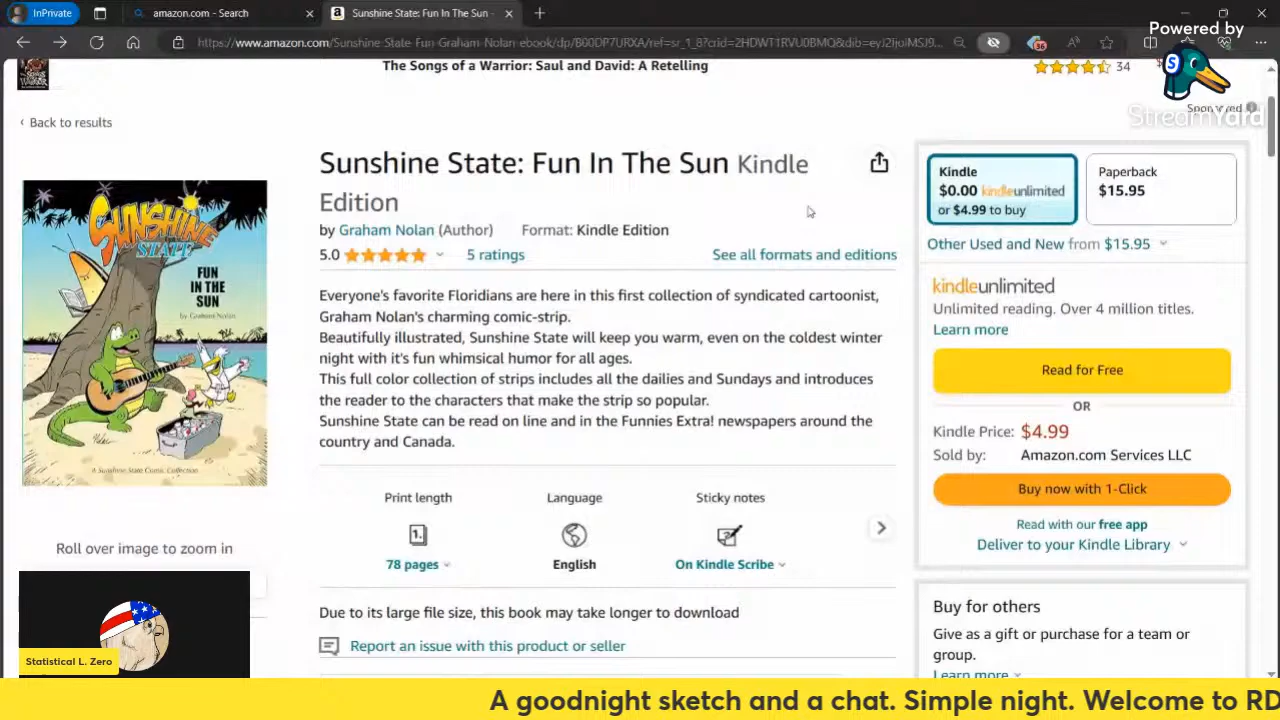 InPrivate
amazon.com - Search
Sunshine State: Fun In The Sun -
Powered by
StreamYard
The Songs of a Warrior: Saul and David: A Retelling
34
Sponsored
Back to results
Sunshine State: Fun In The Sun Kindle
Edition
by Graham Nolan (Author) Format: Kindle Edition
5.0
5 ratings
See all formats and editions
Everyone's favorite Floridians are here in this first collection of syndicated cartoonist,
Graham Nolan's charming comic-strip.
Beautifully illustrated, Sunshine State will keep you warm, even on the coldest winter
night with it's fun whimsical humor for all ages.
This full color collection of strips includes all the dailies and Sundays and introduces
the reader to the characters that make the strip so popular.
Sunshine State can be read on line and in the Funnies Extra! newspapers around the
country and Canada.
Print length
Language
Sticky notes
78 pages
English
On Kindle Scribe
Due to its large file size, this book may take longer to download
Report an issue with this product or seller
SUNSHINE
STATE
FUN
IN THE
SUN
by Graham Nolan
A Sunshine State Comic Collection
Roll over image to zoom in
Kindle
$0.00 kindleunlimited
or $4.99 to buy
Paperback
$15.95
Other Used and New from $15.95
kindleunlimited
Unlimited reading. Over 4 million titles.
Learn more
Read for Free
OR
Kindle Price: $4.99
Sold by: Amazon.com Services LLC
Buy now with 1-Click
Read with our free app
Deliver to your Kindle Library
Buy for others
Give as a gift or purchase for a team or
group.
Learn more
Statistical L. Zero
A goodnight sketch and a chat. Simple night. Welcome to RD